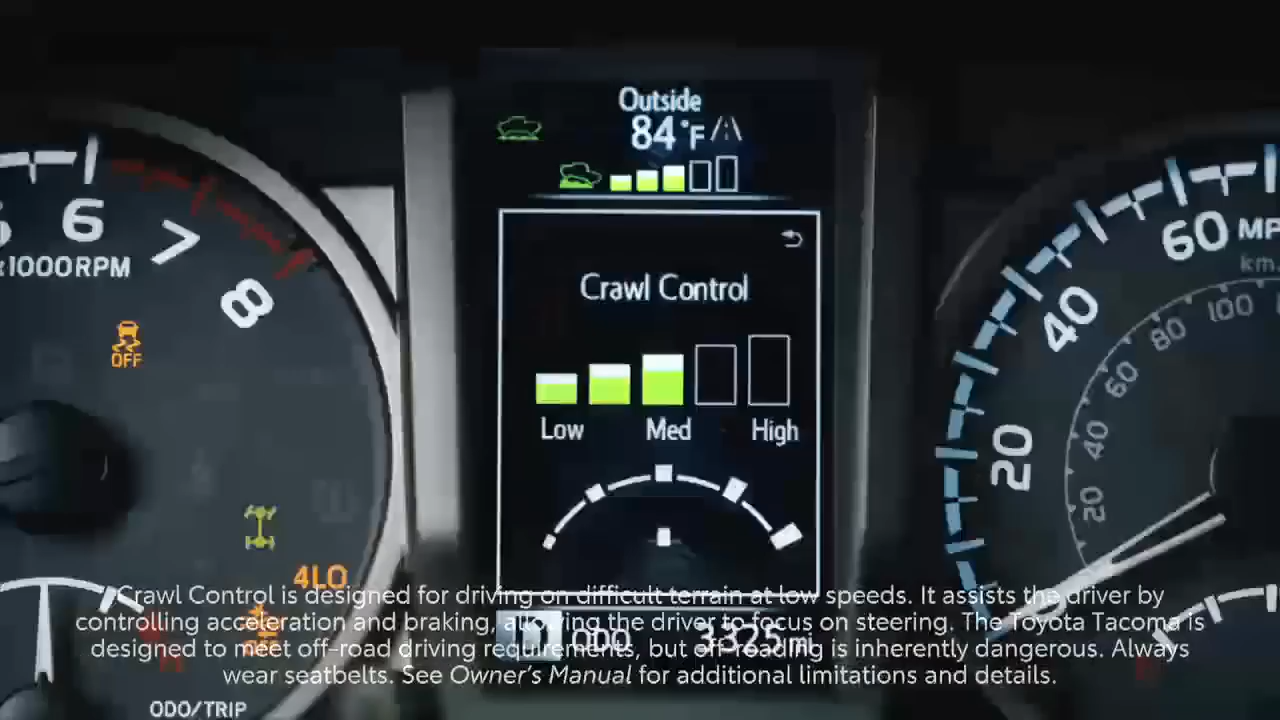 Outside
84°F
6
7
8
x1000RPM
OFF
4LO
ODO/TRIP
Crawl Control
Low Med High
ODO 3325 mi
60 MP
km
40
20
100
80
60
40
20
Crawl Control is designed for driving on difficult terrain at low speeds. It assists the driver by
controlling acceleration and braking, allowing the driver to focus on steering. The Toyota Tacoma is
designed to meet off-road driving requirements, but off-roading is inherently dangerous. Always
wear seatbelts. See Owner's Manual for additional limitations and details.